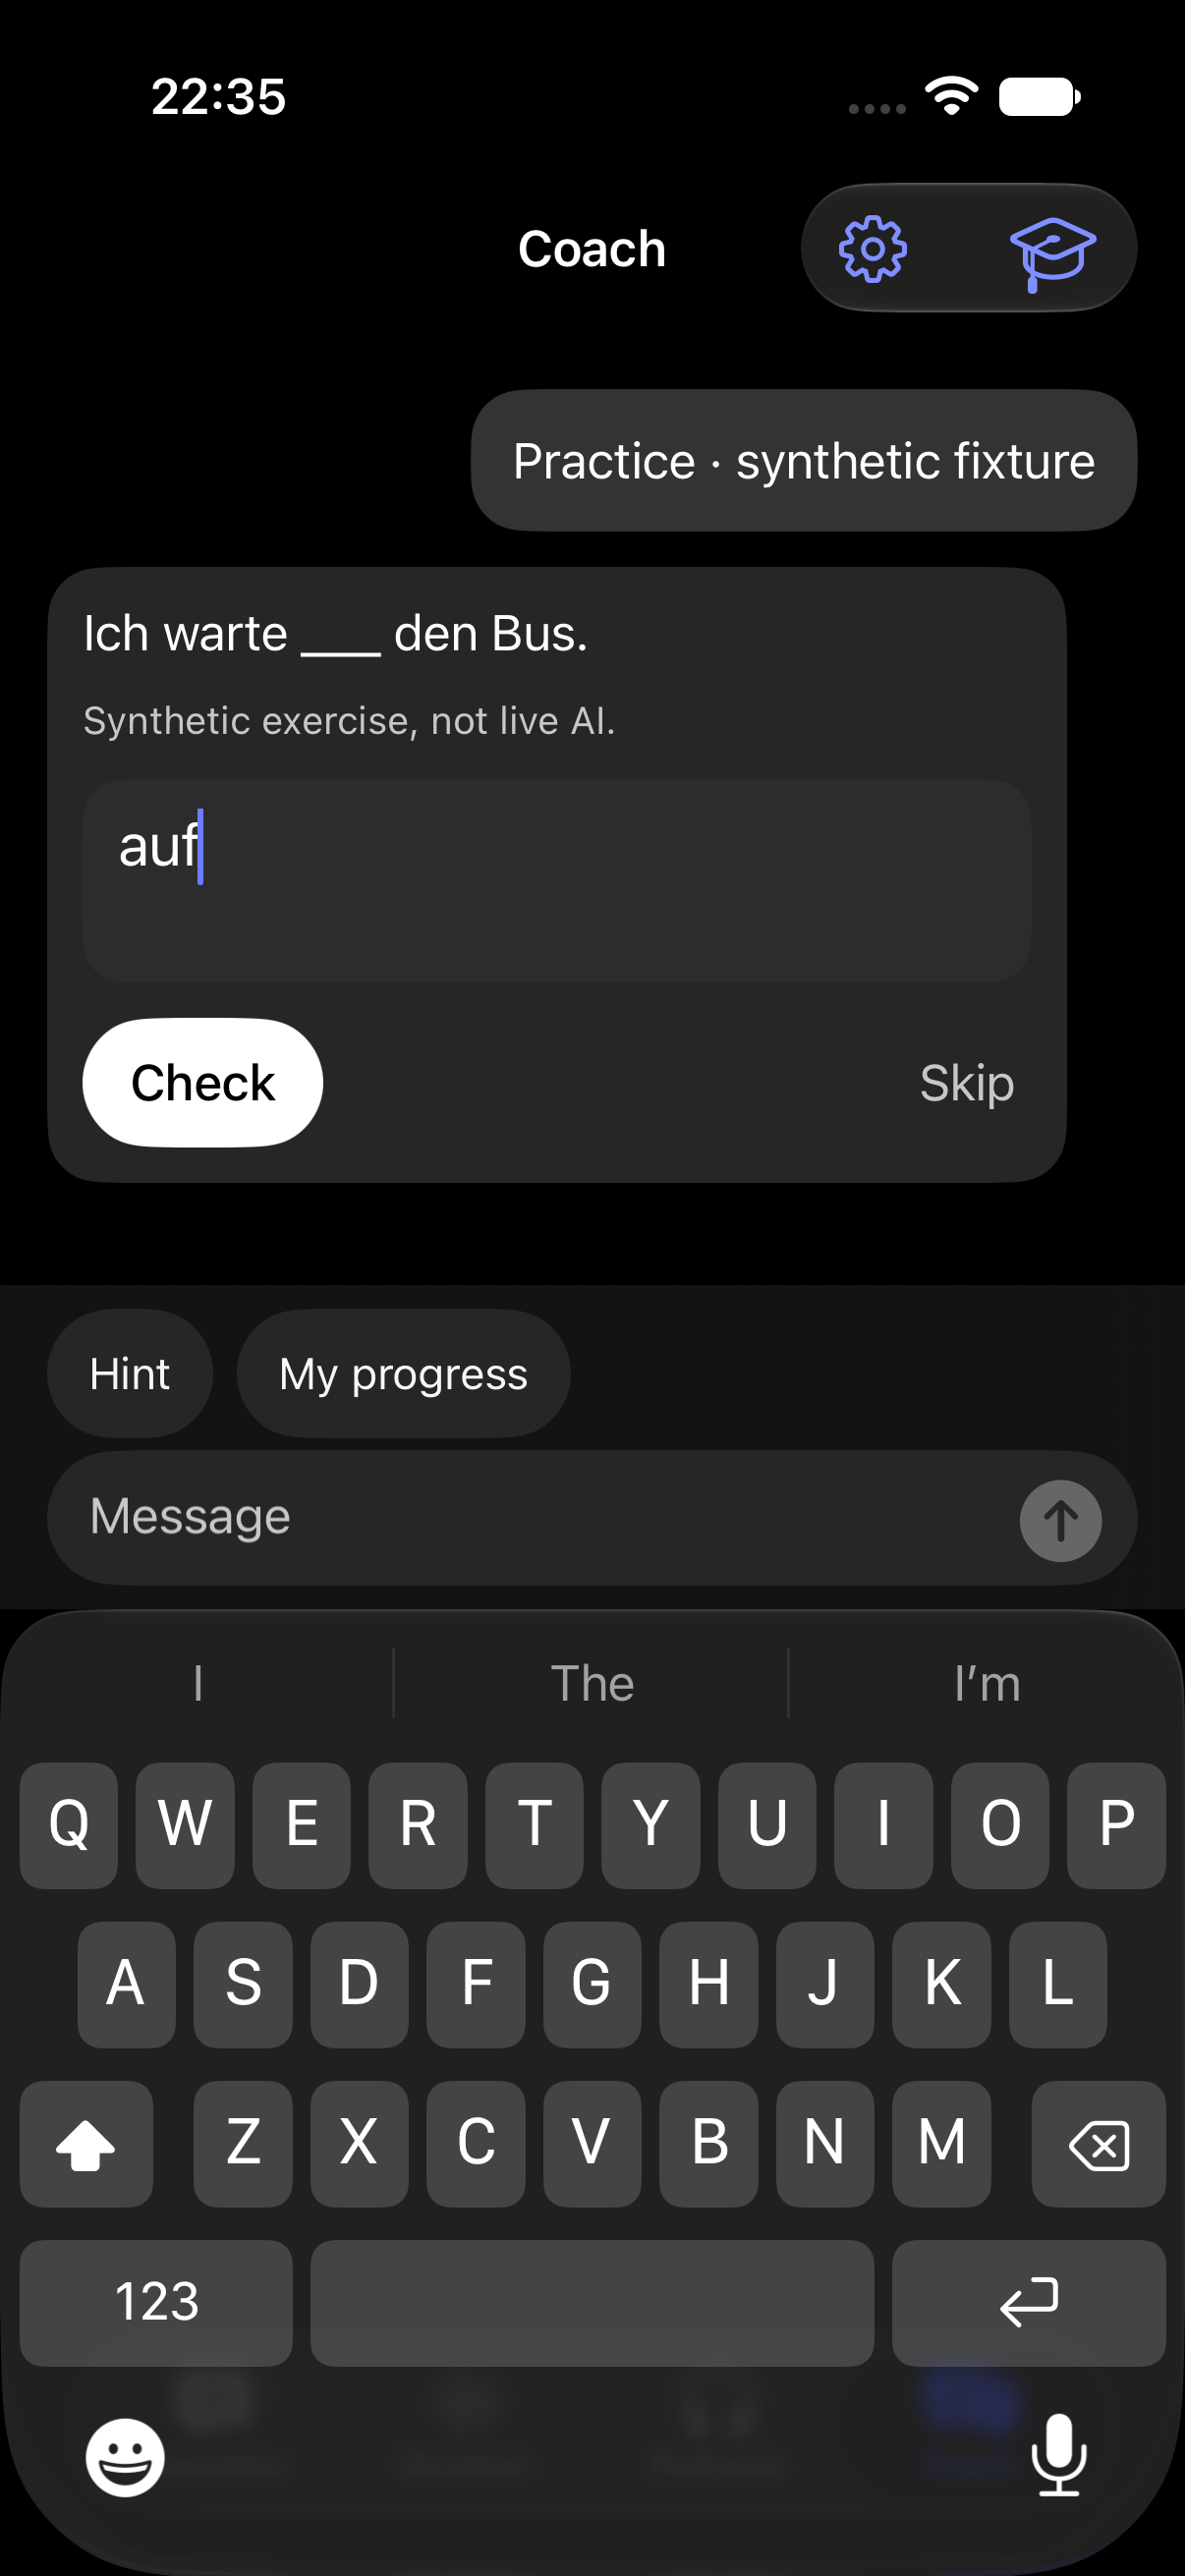 22:35
Coach
Practice · synthetic fixture
Ich warte ____ den Bus.
Synthetic exercise, not live AI.
auf
Check Skip
Hint My progress
Message
I The I’m
Q W E R T Y U I O P
A S D F G H J K L
Z X C V B N M
123